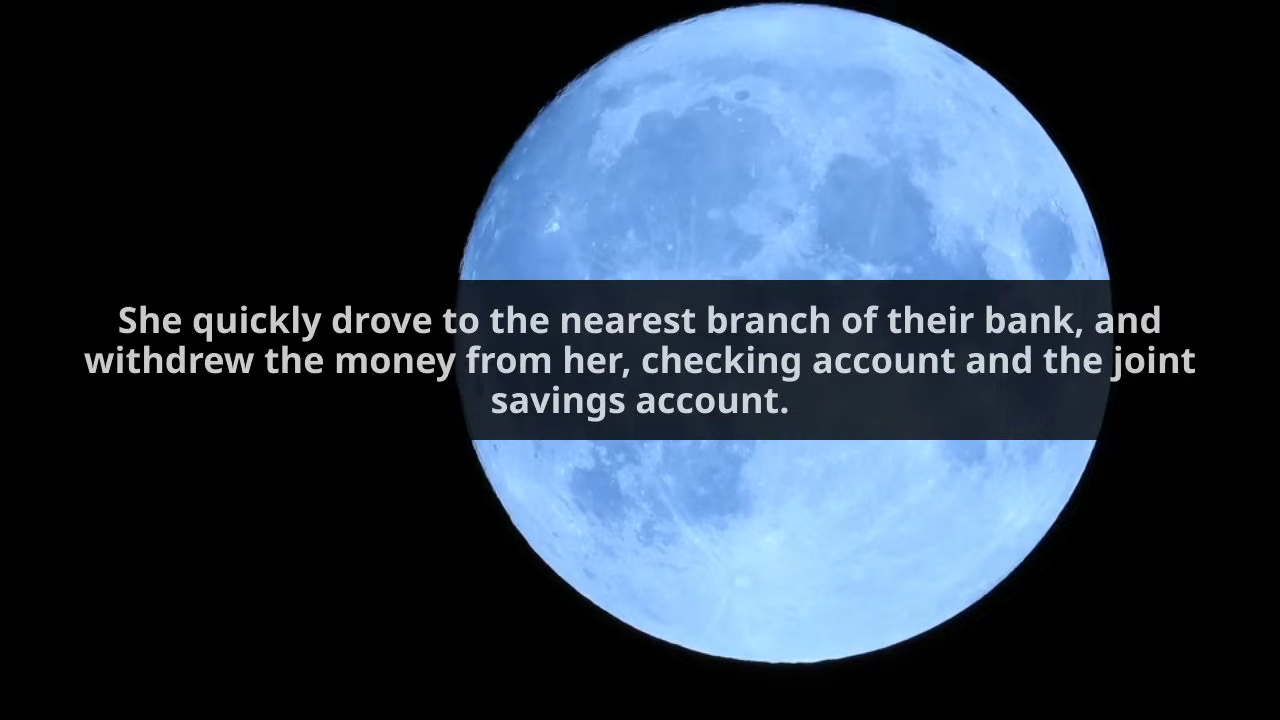 She quickly drove to the nearest branch of their bank, and
withdrew the money from her, checking account and the joint
savings account.